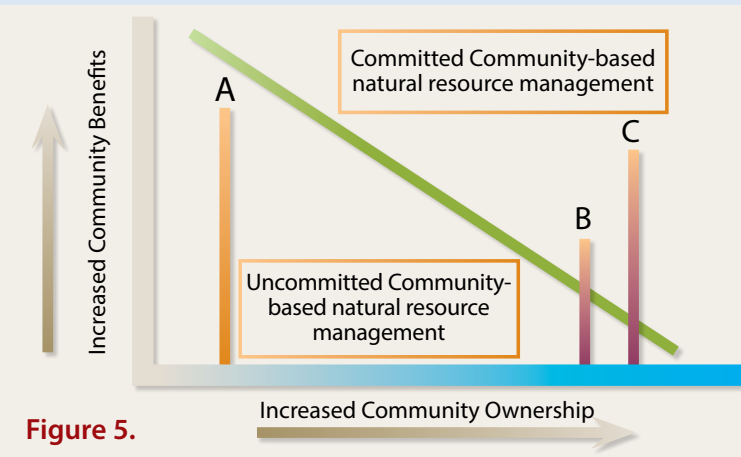 Increased Community Benefits
Committed Community-based
natural resource management
A
C
B
Uncommitted Community-
based natural resource
management
Increased Community Ownership
Figure 5.